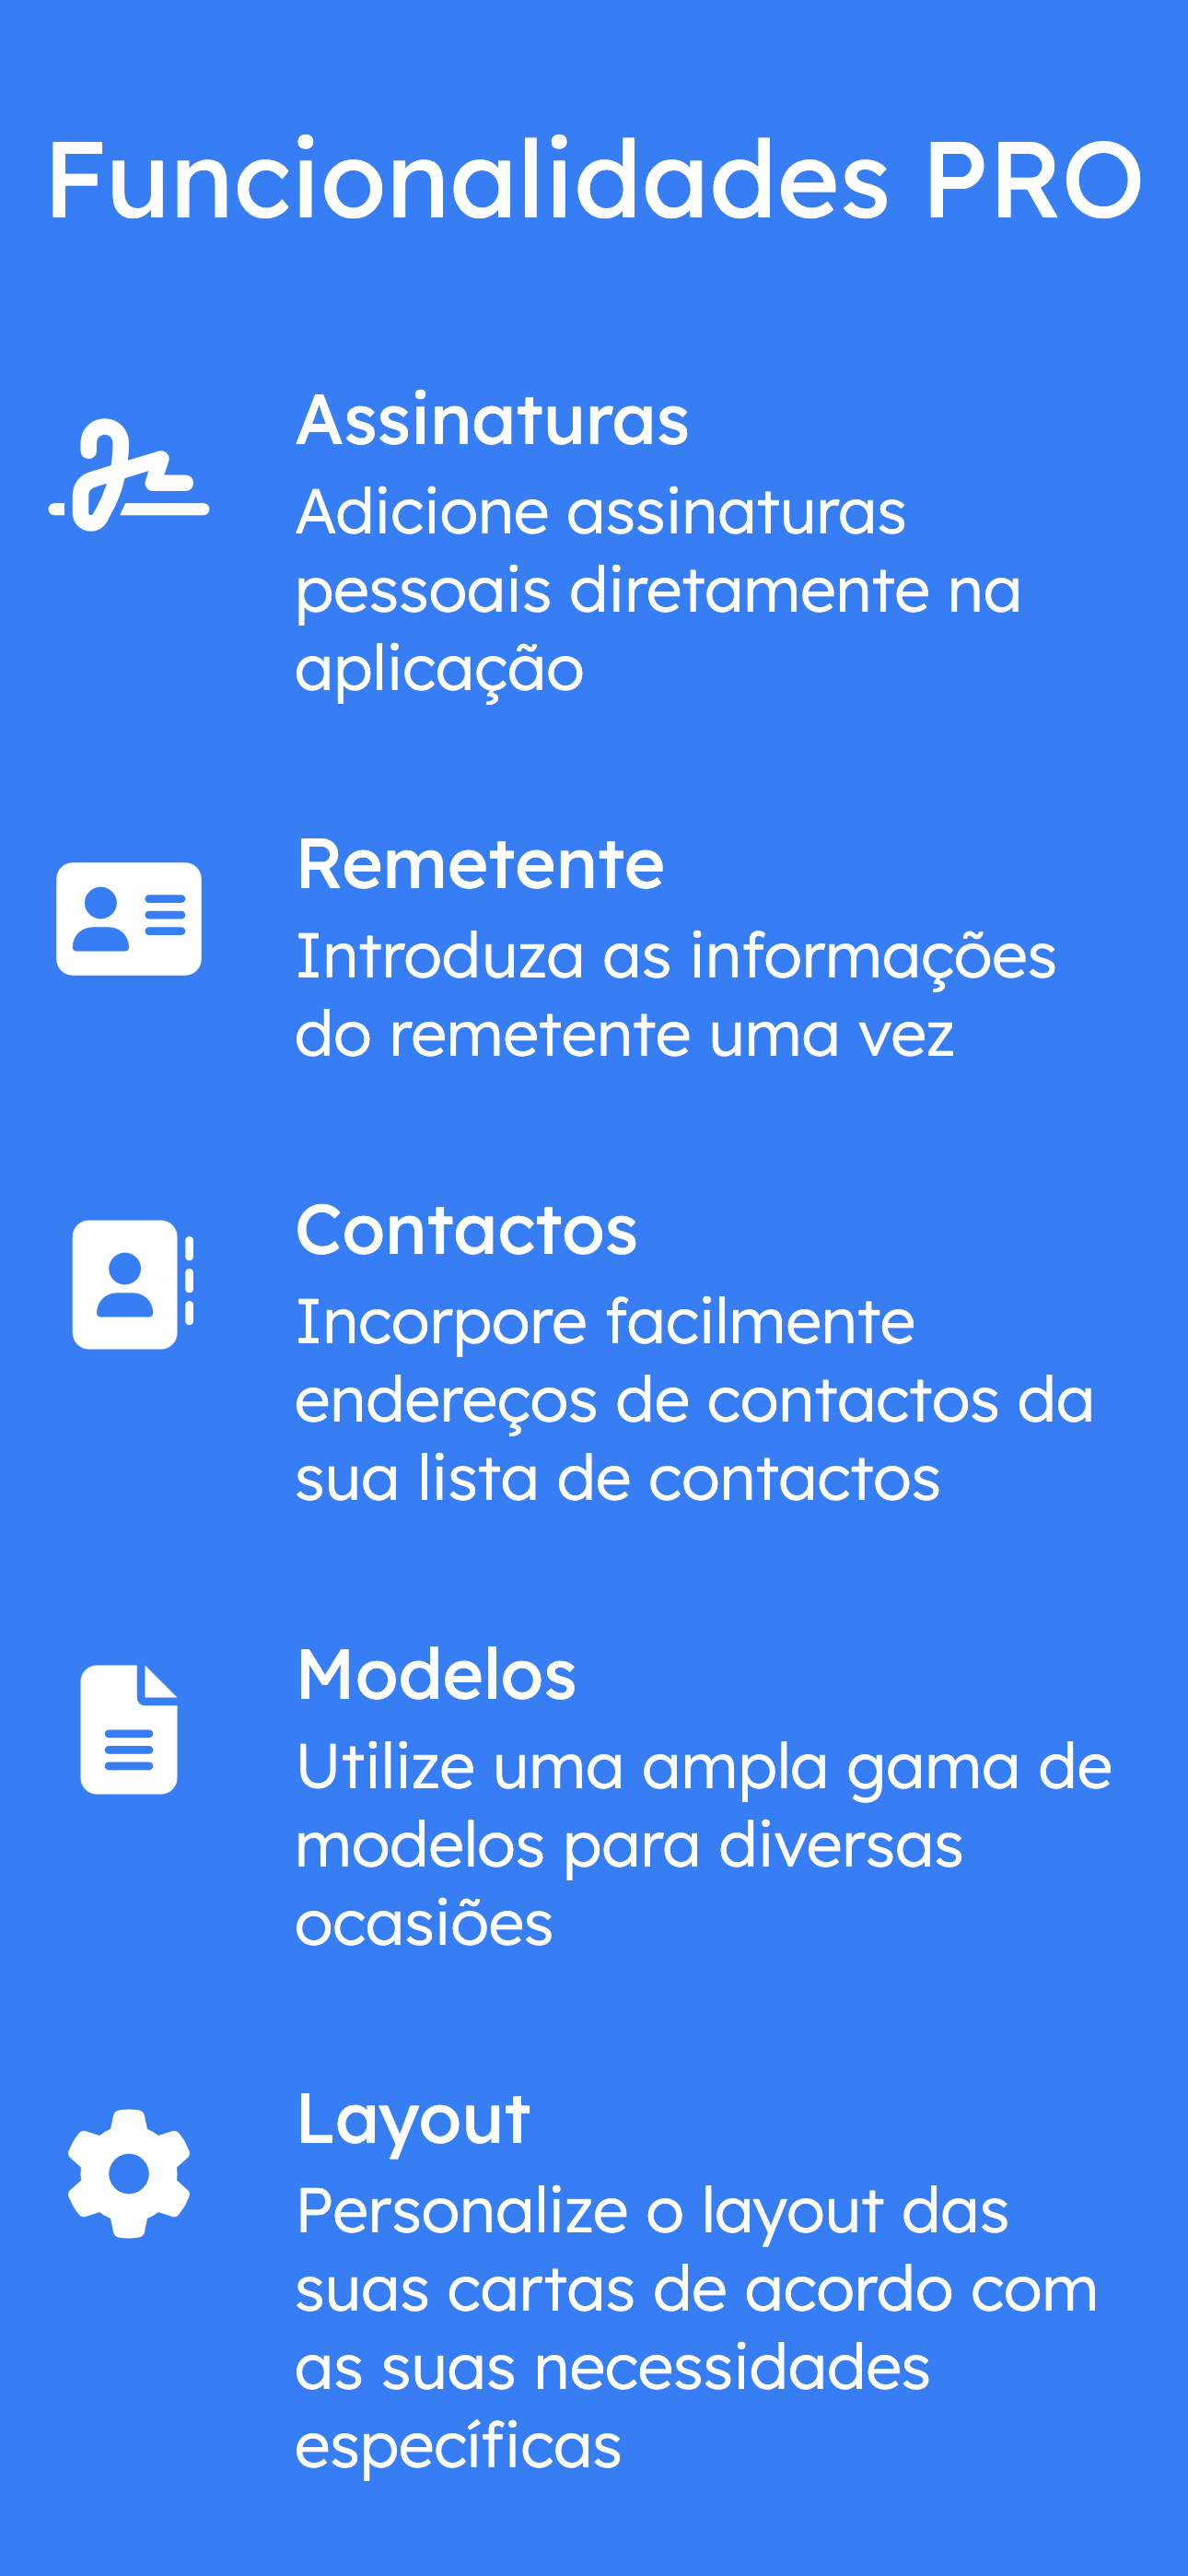 Funcionalidades PRO
Assinaturas
Adicione assinaturas
pessoais diretamente na
aplicação
Remetente
Introduza as informações
do remetente uma vez
Contactos
Incorpore facilmente
endereços de contactos da
sua lista de contactos
Modelos
Utilize uma ampla gama de
modelos para diversas
ocasiões
Layout
Personalize o layout das
suas cartas de acordo com
as suas necessidades
específicas